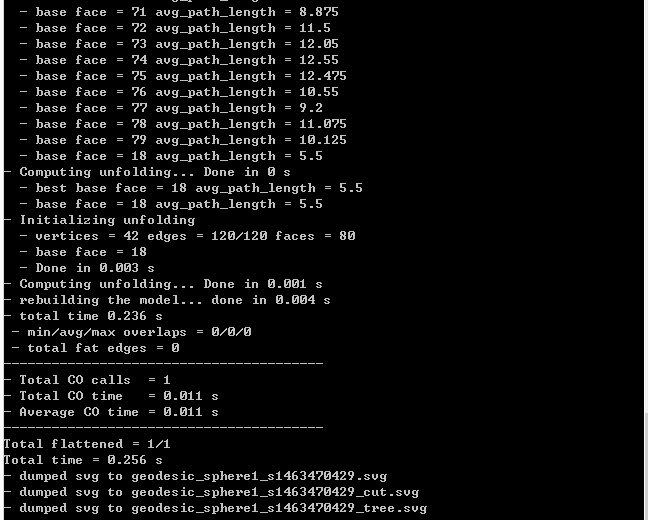 - base face = 71 avg_path_length = 8.875
- base face = 72 avg_path_length = 11.5
- base face = 73 avg_path_length = 12.05
- base face = 74 avg_path_length = 12.55
- base face = 75 avg_path_length = 12.475
- base face = 76 avg_path_length = 10.55
- base face = 77 avg_path_length = 9.2
- base face = 78 avg_path_length = 11.075
- base face = 79 avg_path_length = 10.125
- base face = 18 avg_path_length = 5.5
- Computing unfolding... Done in 0 s
- best base face = 18 avg_path_length = 5.5
- base face = 18 avg_path_length = 5.5
- Initializing unfolding
- vertices = 42 edges = 120/120 faces = 80
- base face = 18
- Done in 0.003 s
- Computing unfolding... Done in 0.001 s
- rebuilding the model... done in 0.004 s
- total time 0.236 s
- min/avg/max overlaps = 0/0/0
- total fat edges = 0
----------------------------------------
- Total CO calls  = 1
- Total CO time   = 0.011 s
- Average CO time = 0.011 s
----------------------------------------
Total flattened = 1/1
Total time = 0.256 s
- dumped svg to geodesic_sphere1_s1463470429.svg
- dumped svg to geodesic_sphere1_s1463470429_cut.svg
- dumped svg to geodesic_sphere1_s1463470429_tree.svg